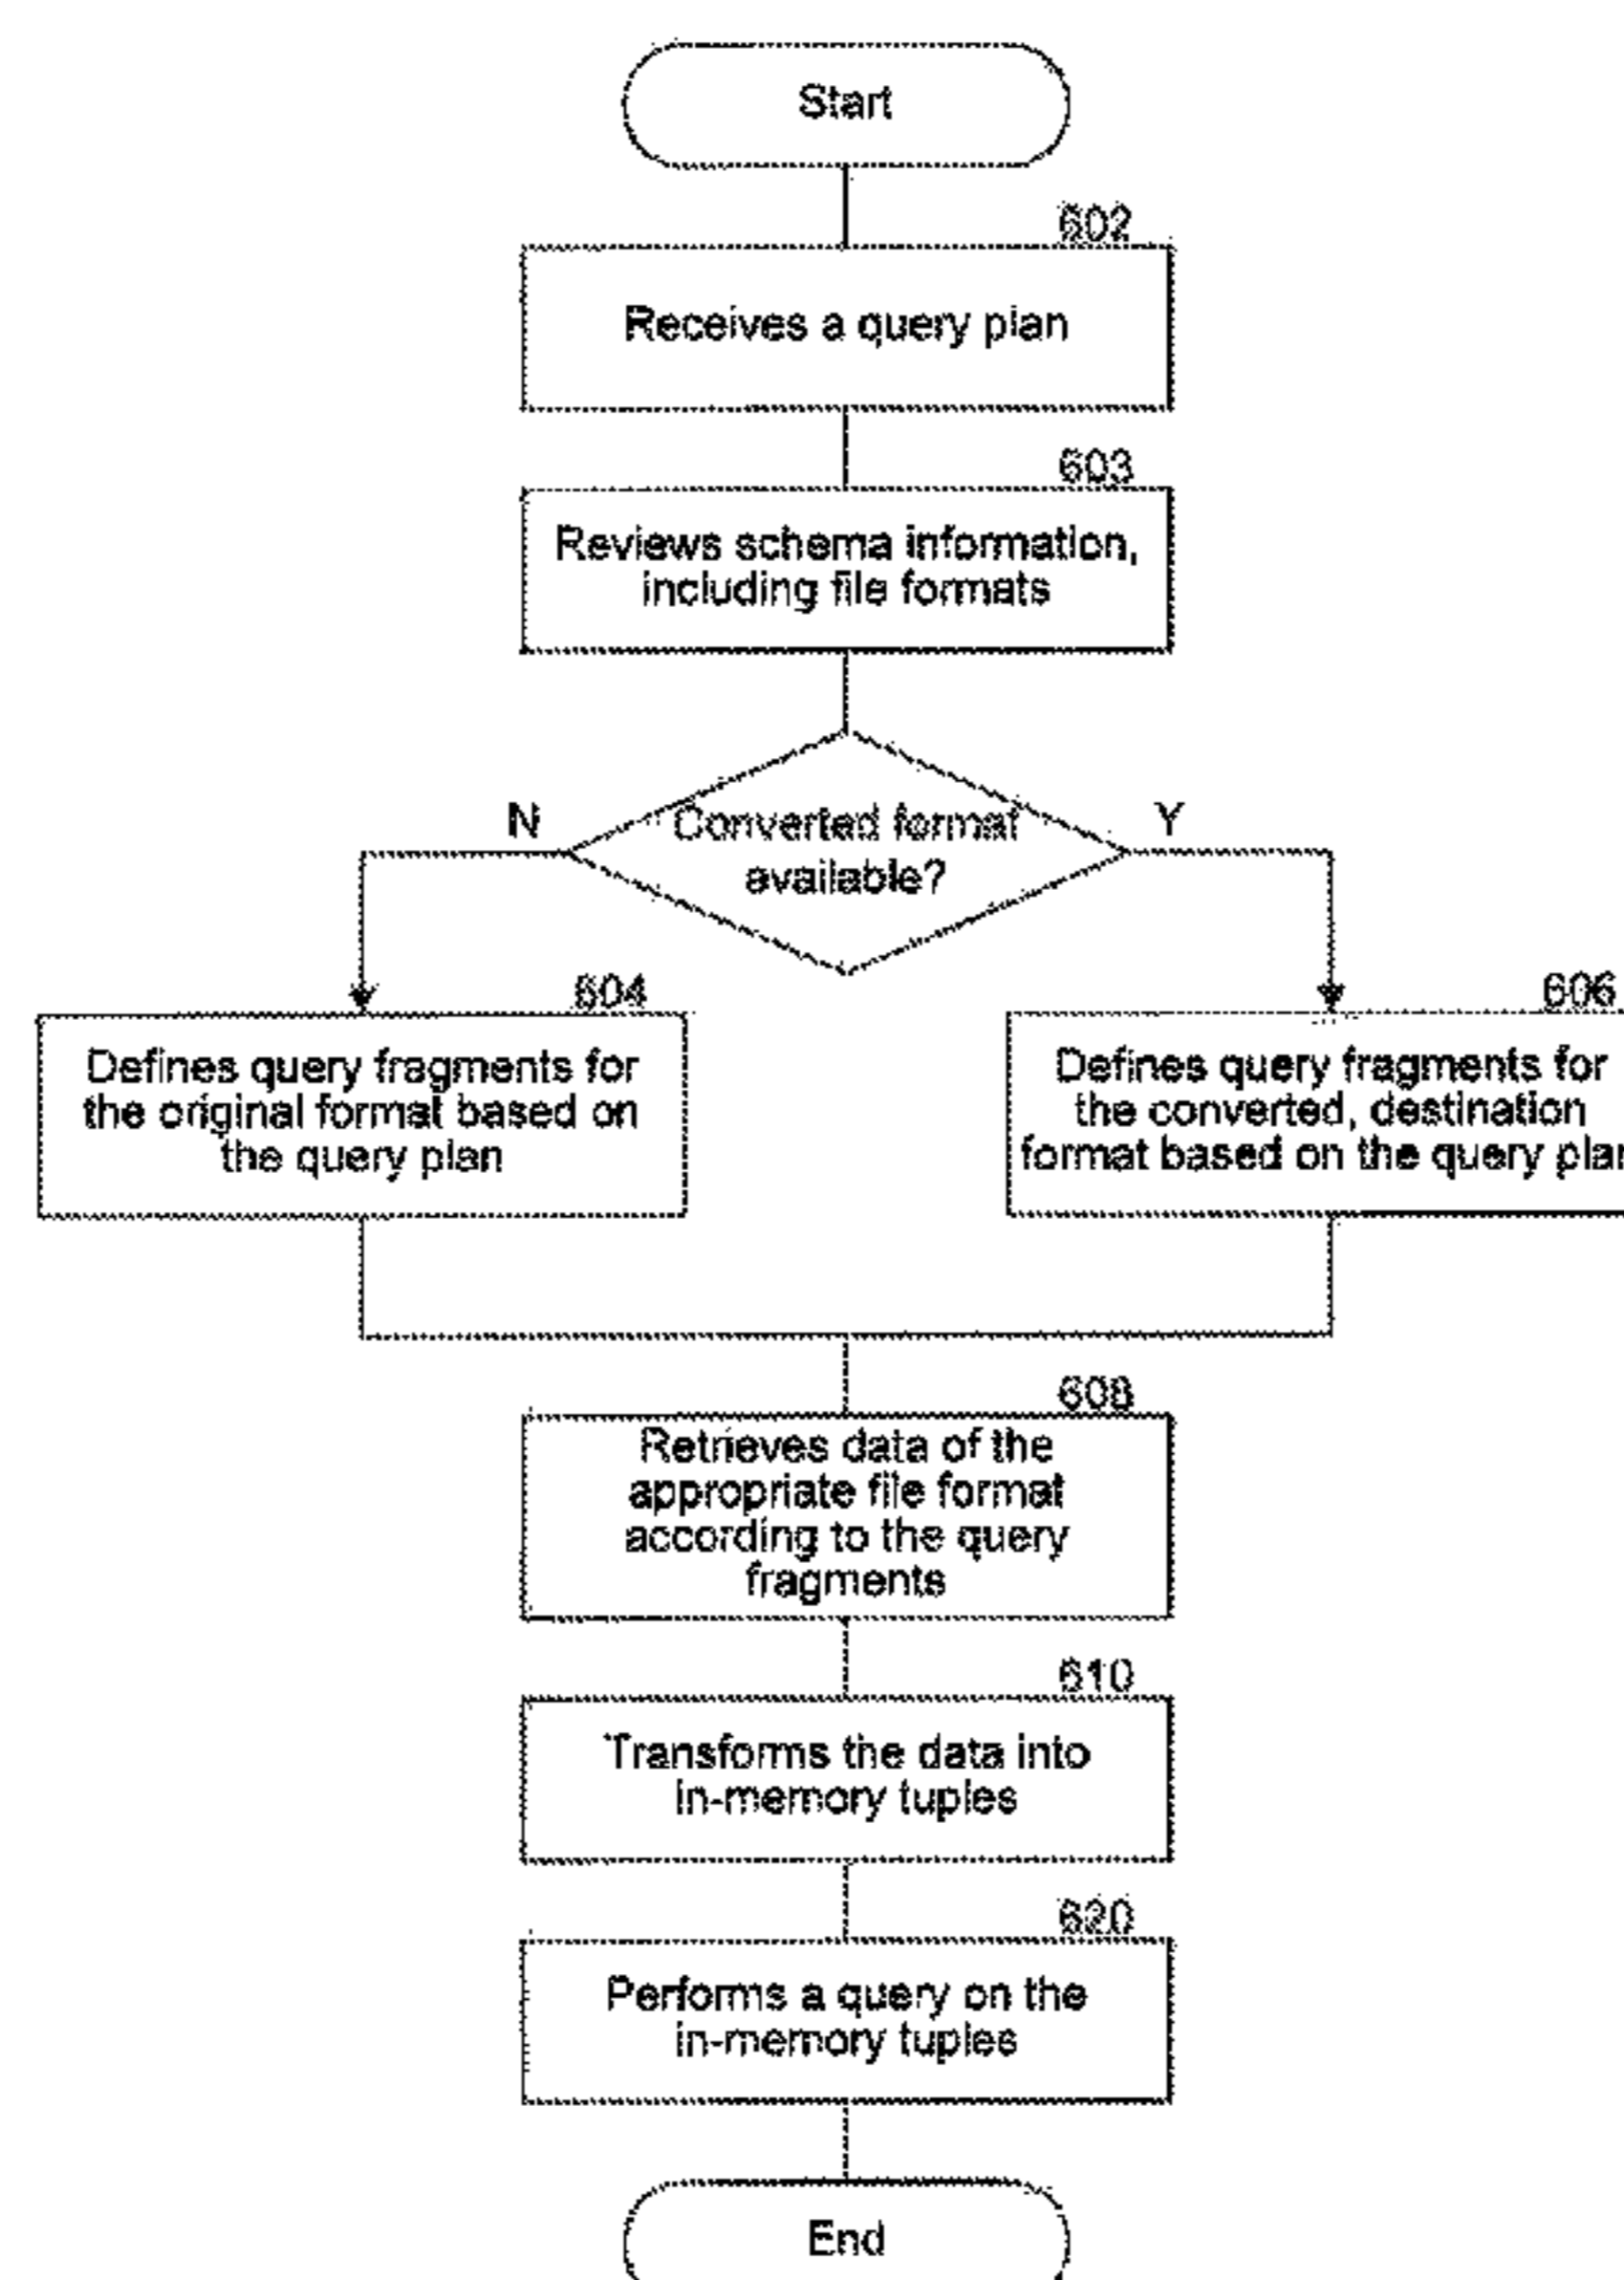 Start
602
Receives a query plan
603
Reviews schema information,
including file formats
Converted format
available?
N
Y
604
Defines query fragments for
the original format based on
the query plan
606
Defines query fragments for
the converted, destination
format based on the query plan
608
Retrieves data of the
appropriate file format
according to the query
fragments
610
Transforms the data into
in-memory tuples
620
Performs a query on the
in-memory tuples
End